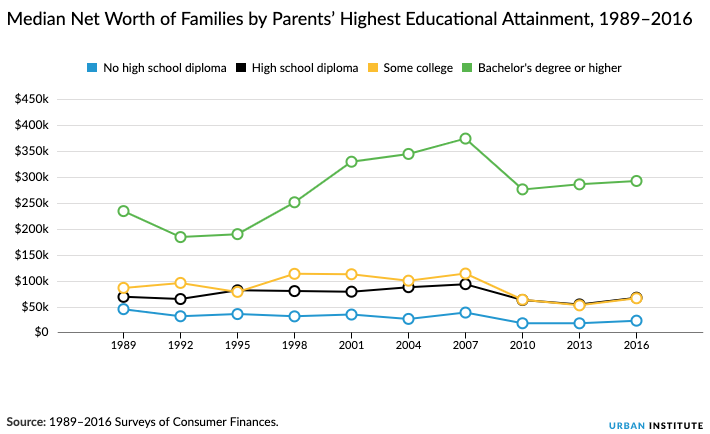 Median Net Worth of Families by Parents’ Highest Educational Attainment, 1989–2016
No high school diploma High school diploma Some college Bachelor's degree or higher
$450k
$400k
$350k
$300k
$250k
$200k
$150k
$100k
$50k
$0
1989 1992 1995 1998 2001 2004 2007 2010 2013 2016
Source: 1989–2016 Surveys of Consumer Finances.
URBAN INSTITUTE